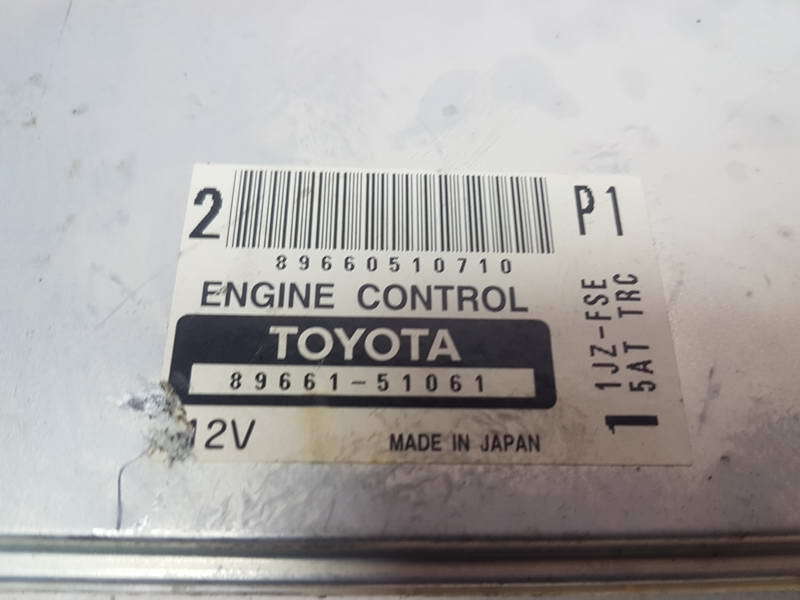 2
P1
89660510710
ENGINE CONTROL
TOYOTA
89661-51061
12V
MADE IN JAPAN
1JZ-FSE
5AT TRC
1